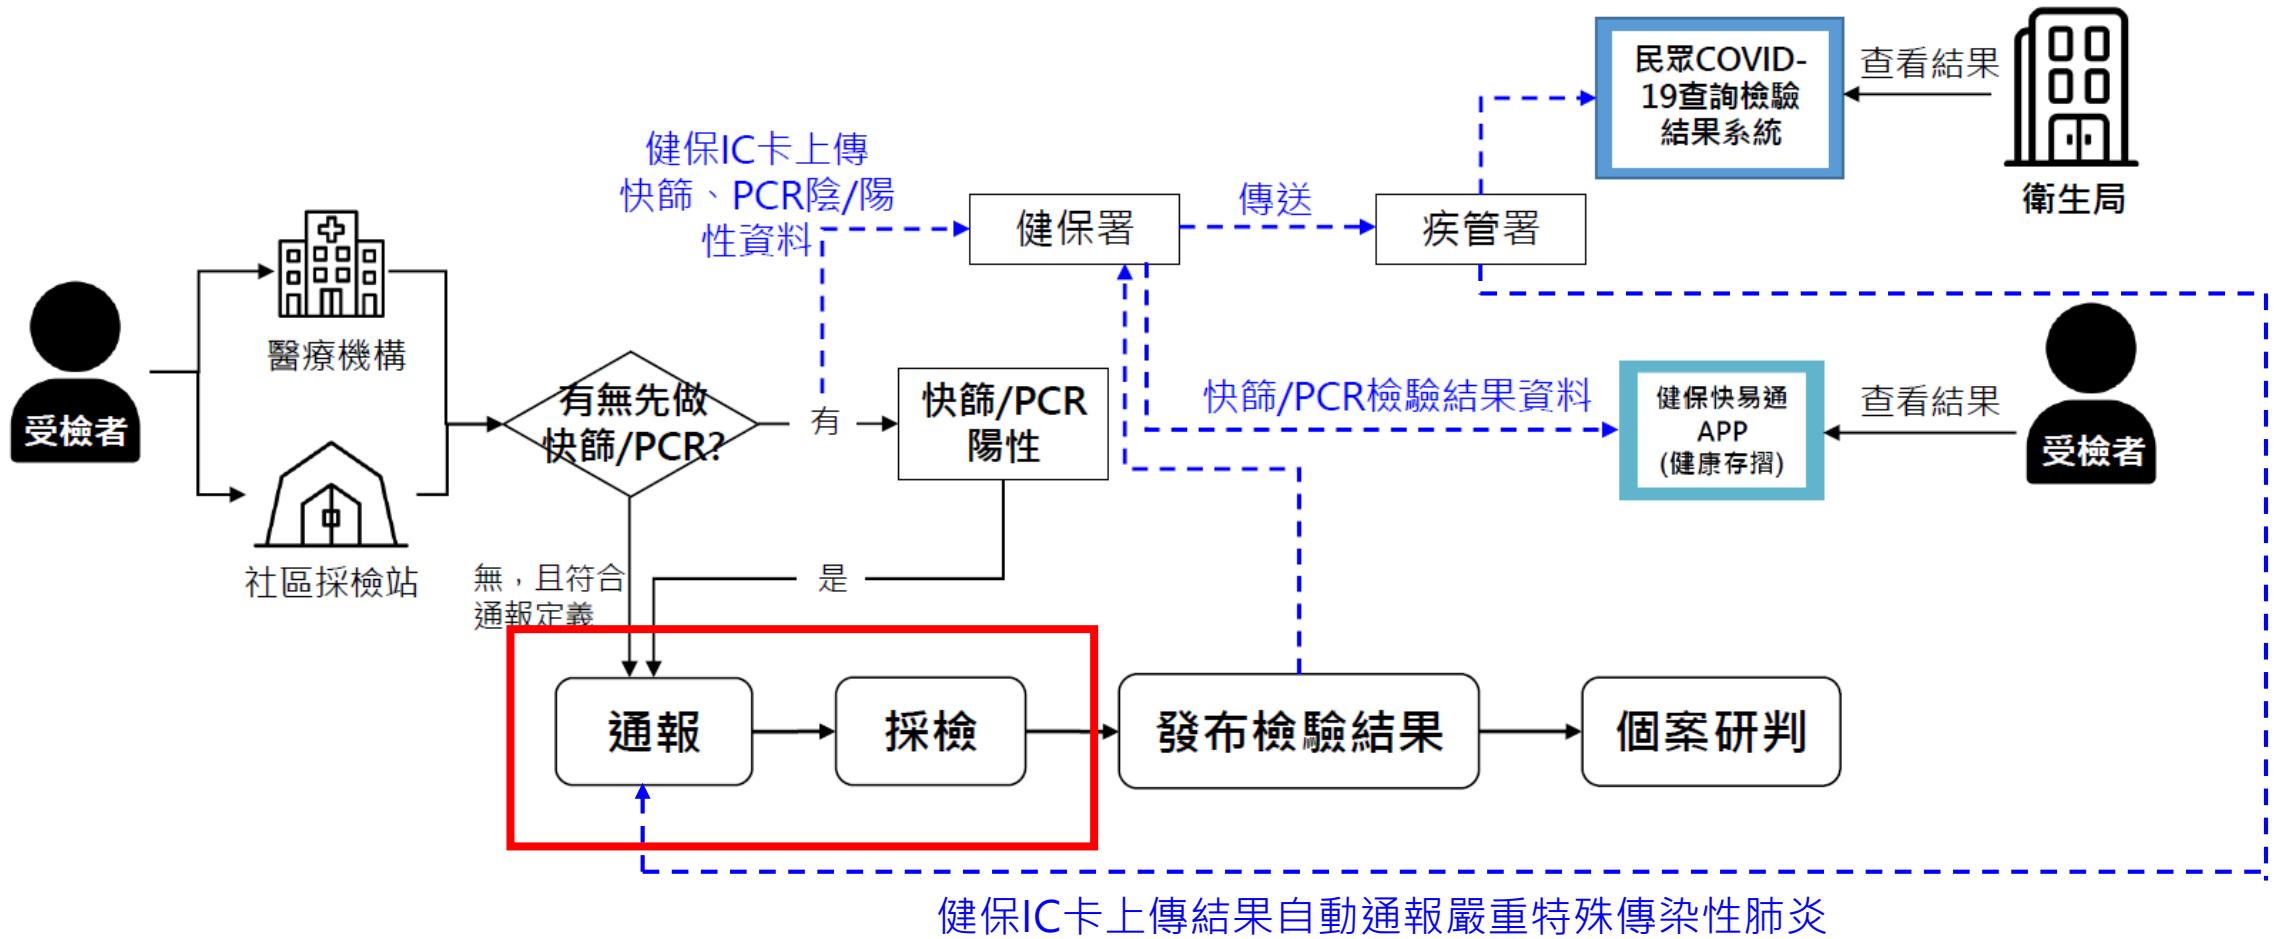 民眾COVID-
19查詢檢驗
結果系統
查看結果
衛生局
健保IC卡上傳
快篩、PCR陰/陽
性資料
健保署
傳送
疾管署
醫療機構
受檢者
社區採檢站
有無先做
快篩/PCR?
有
快篩/PCR
陽性
快篩/PCR檢驗結果資料
健保快易通
APP
(健康存摺)
查看結果
受檢者
無，且符合
通報定義
是
通報
採檢
發布檢驗結果
個案研判
健保IC卡上傳結果自動通報嚴重特殊傳染性肺炎